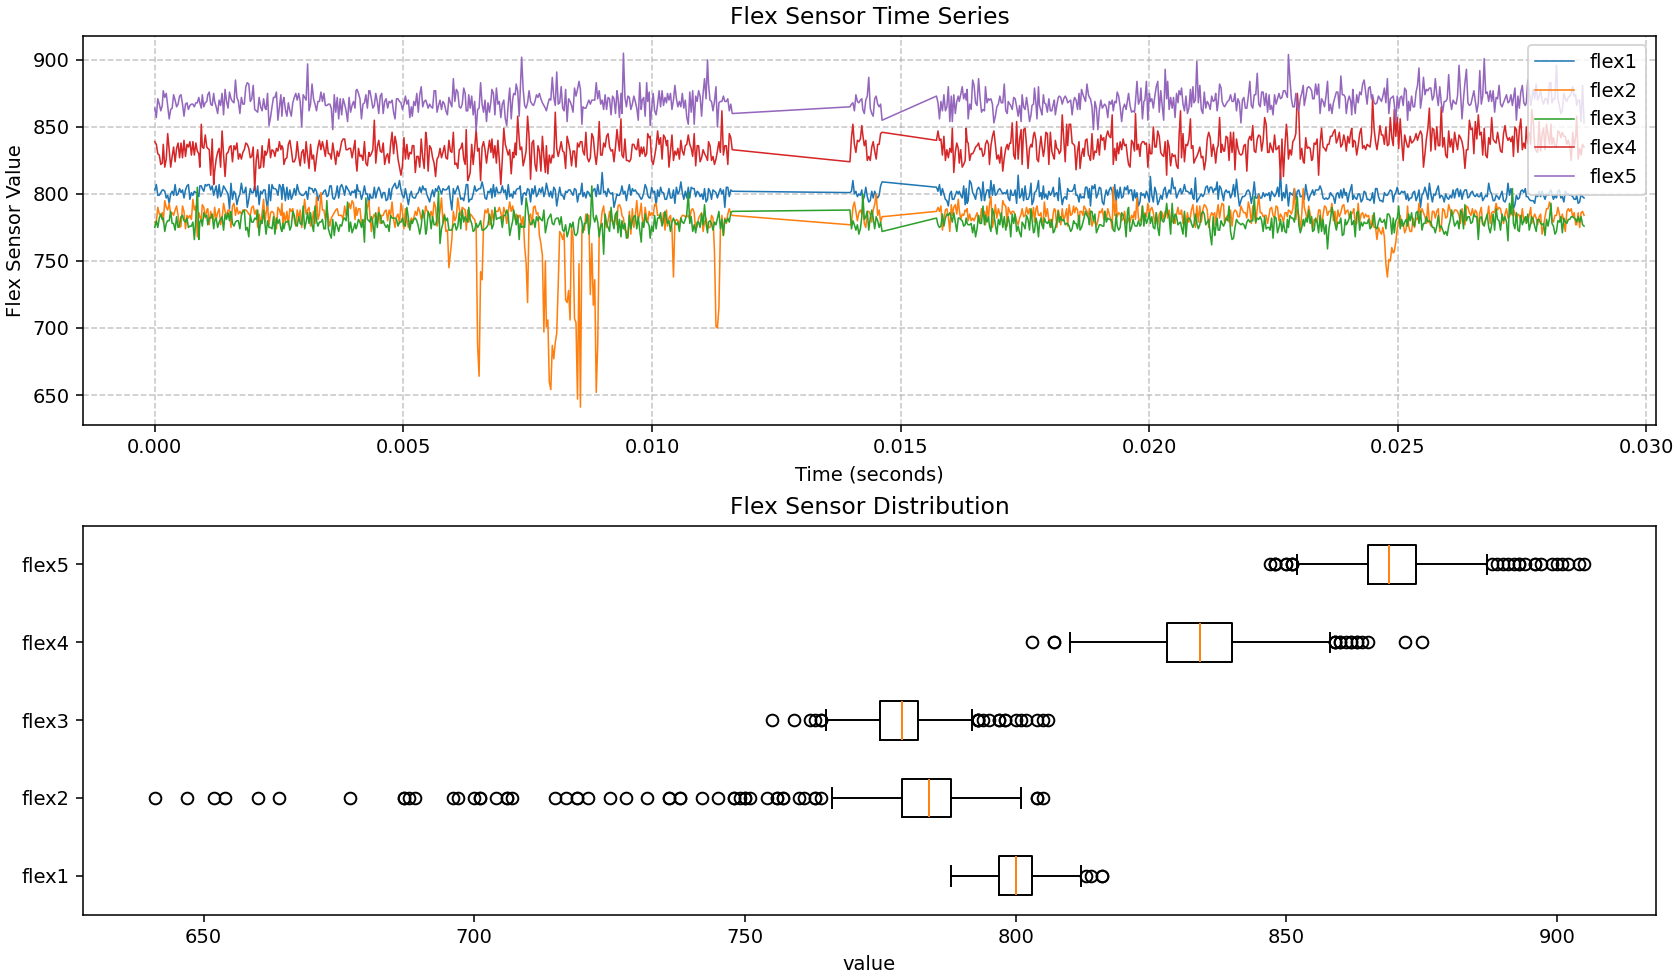 Flex Sensor Time Series
Flex Sensor Value
900
850
800
750
700
650
flex1
flex2
flex3
flex4
flex5
0.000
0.005
0.010
0.015
0.020
0.025
0.030
Time (seconds)
Flex Sensor Distribution
flex5
flex4
flex3
flex2
flex1
650
700
750
800
850
900
value